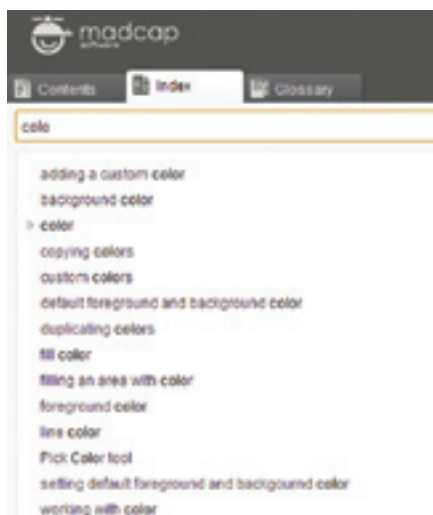 madcap
software
Contents Index Glossary
colo
adding a custom color
background color
color
copying colors
custom colors
default foreground and background color
duplicating colors
fill color
filling an area with color
foreground color
line color
Pick Color tool
setting default foreground and backgournd color
working with color